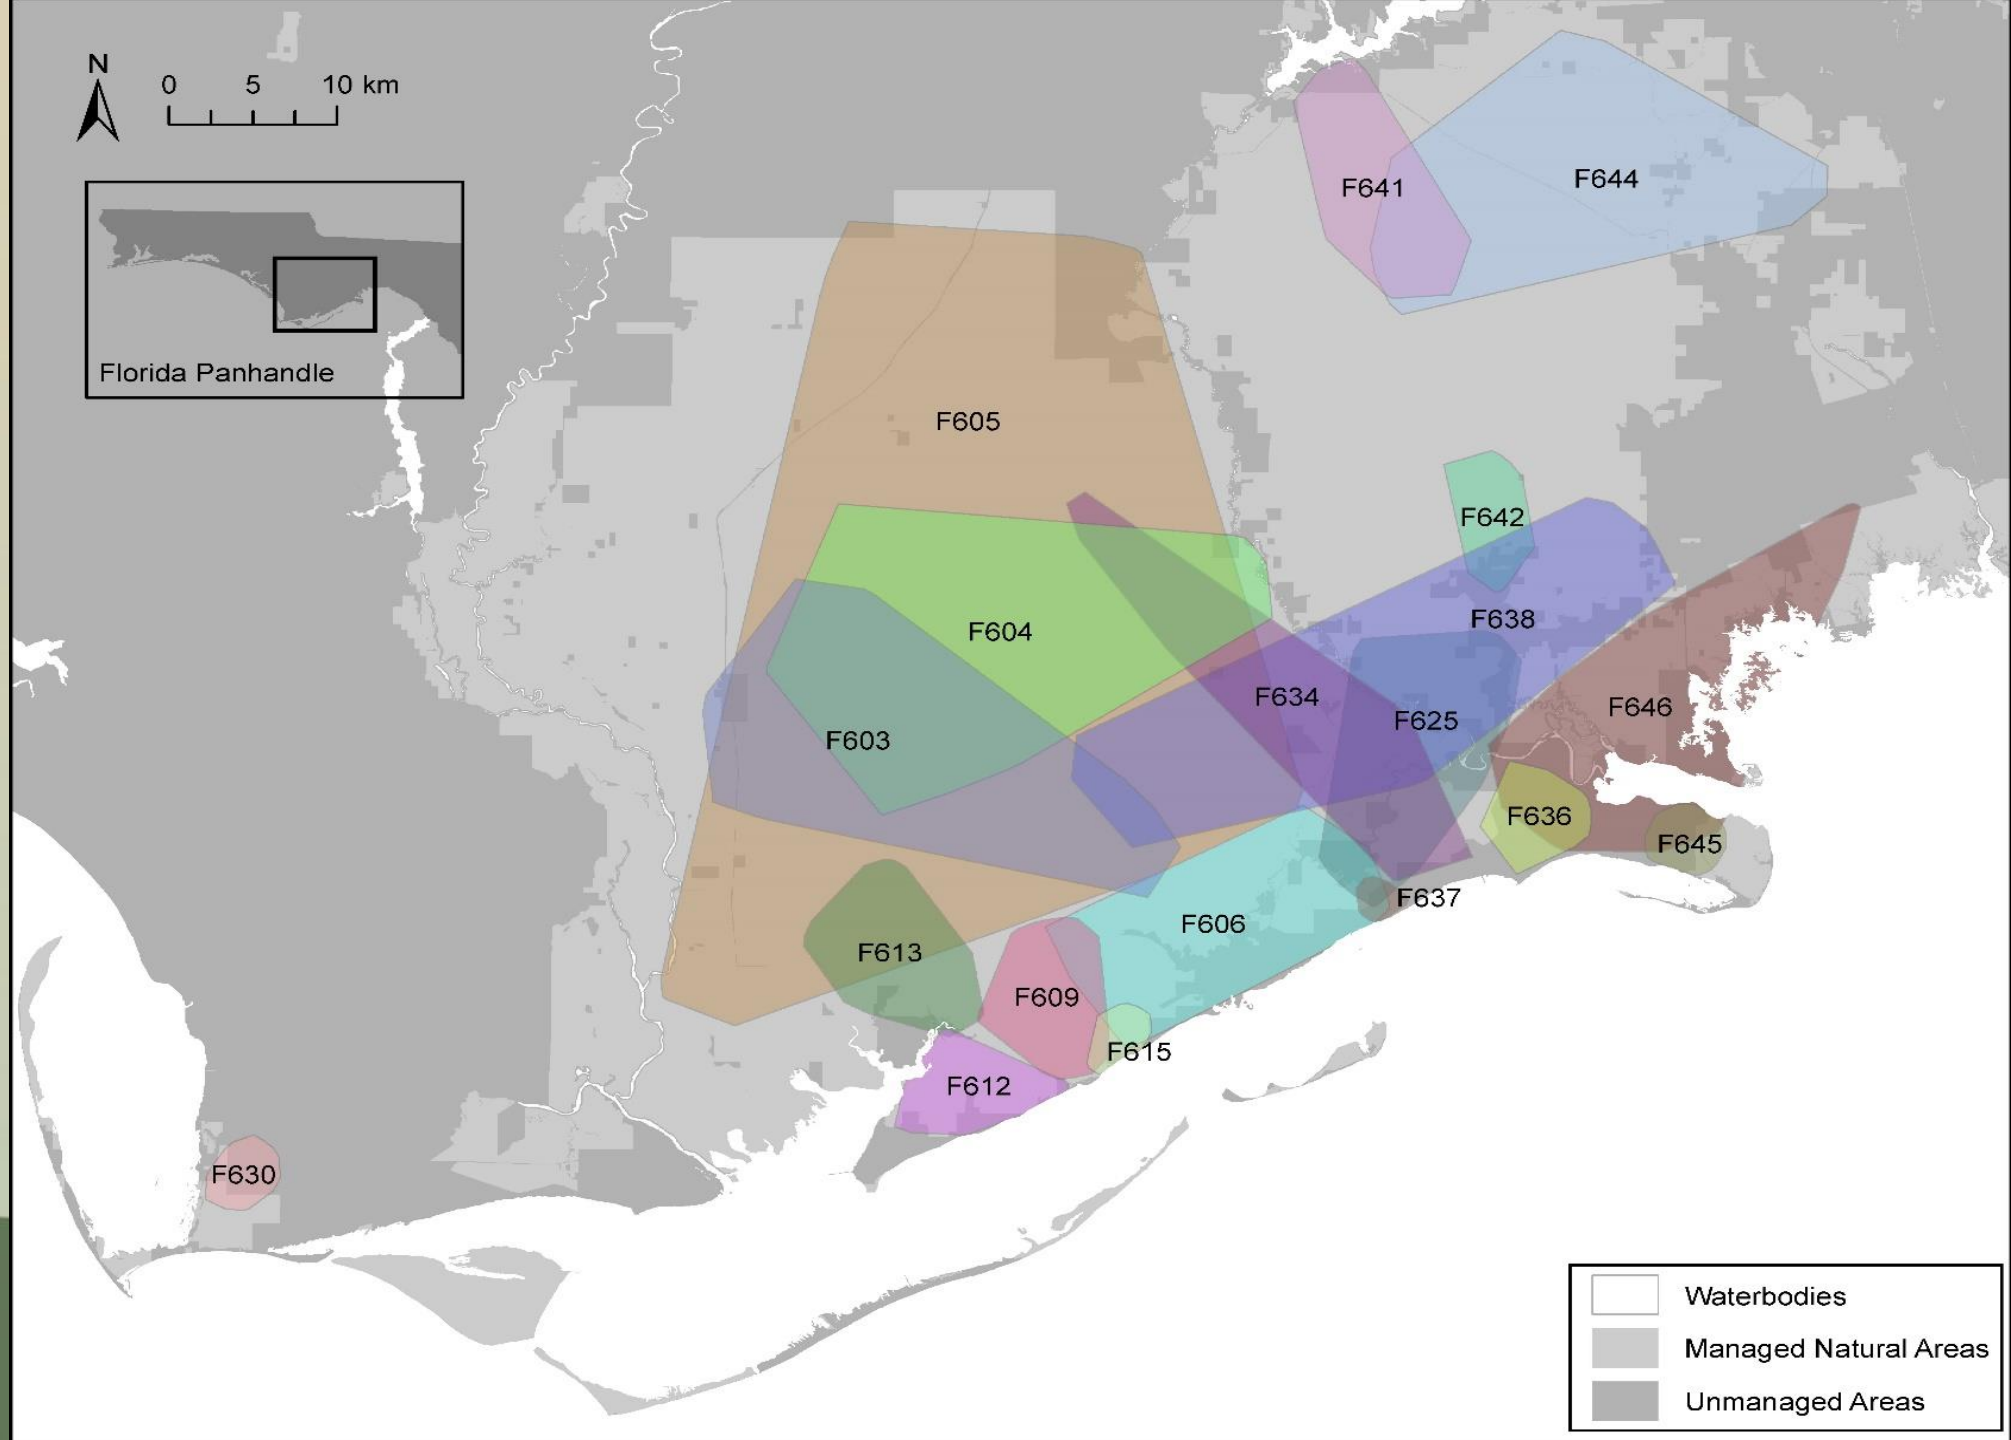 N
0 5 10 km
Florida Panhandle
F641
F644
F605
F642
F604
F638
F634
F646
F625
F603
F636
F645
F637
F606
F613
F609
F615
F612
F630
Waterbodies
Managed Natural Areas
Unmanaged Areas